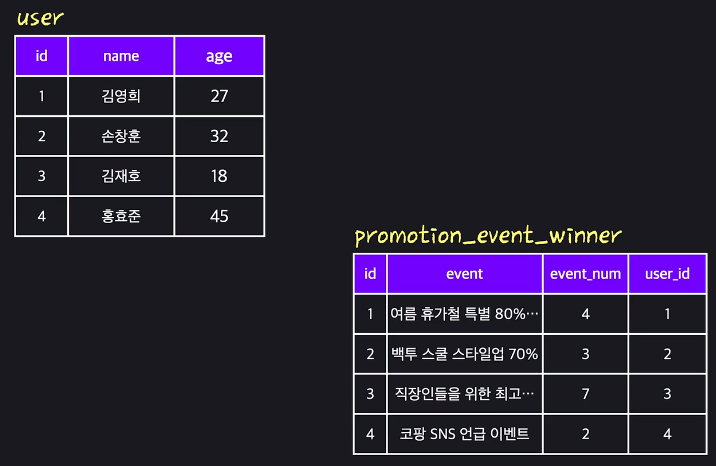 user
id name age
1 김영희 27
2 손창훈 32
3 김재호 18
4 홍효준 45
promotion_event_winner
id event event_num user_id
1 여름 휴가철 특별 80%… 4 1
2 백투 스쿨 스타일업 70% 3 2
3 직장인들을 위한 최고… 7 3
4 코팡 SNS 언급 이벤트 2 4